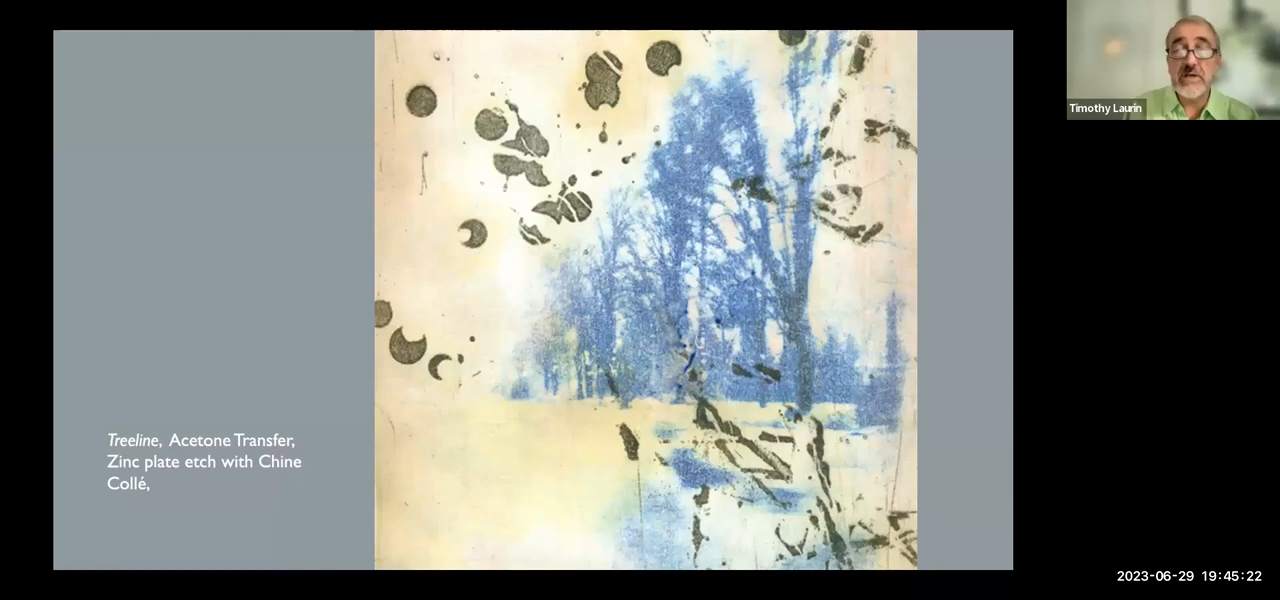 Timothy Laurin
Treeline, Acetone Transfer,
Zinc plate etch with Chine
Collé,
2023-06-29 19:45:22